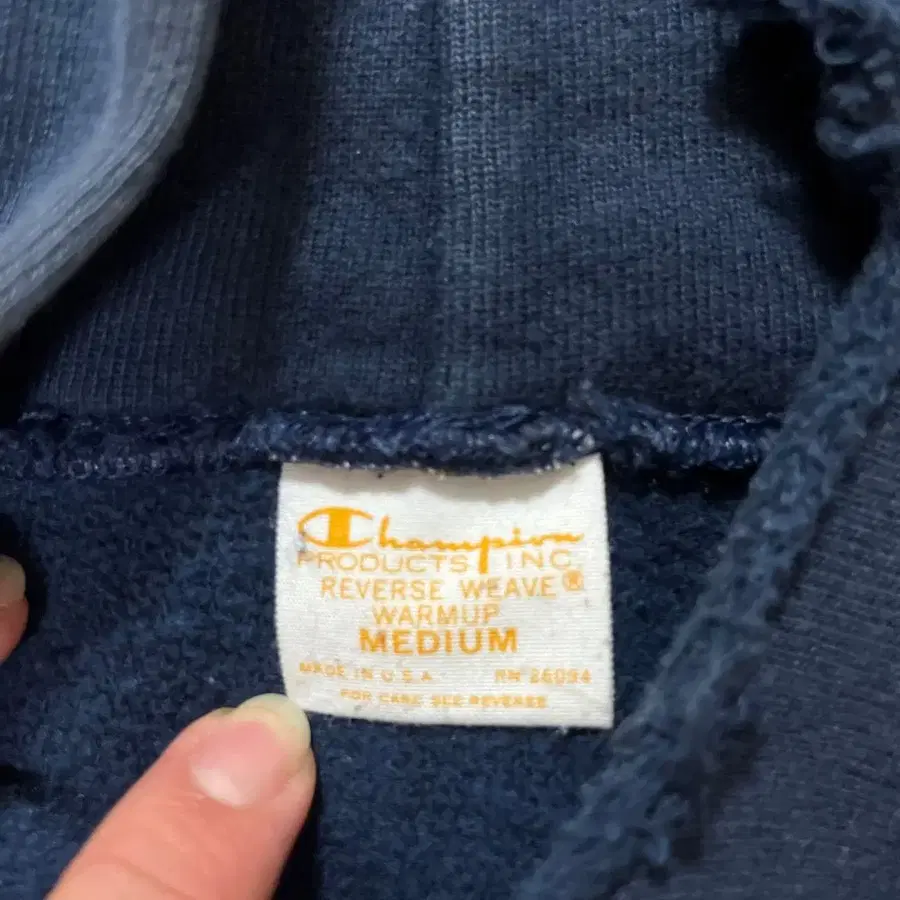 Champion
PRODUCTS INC
REVERSE WEAVE®
WARMUP
MEDIUM
MADE IN U.S.A. RN 26094
FOR CARE SEE REVERSE